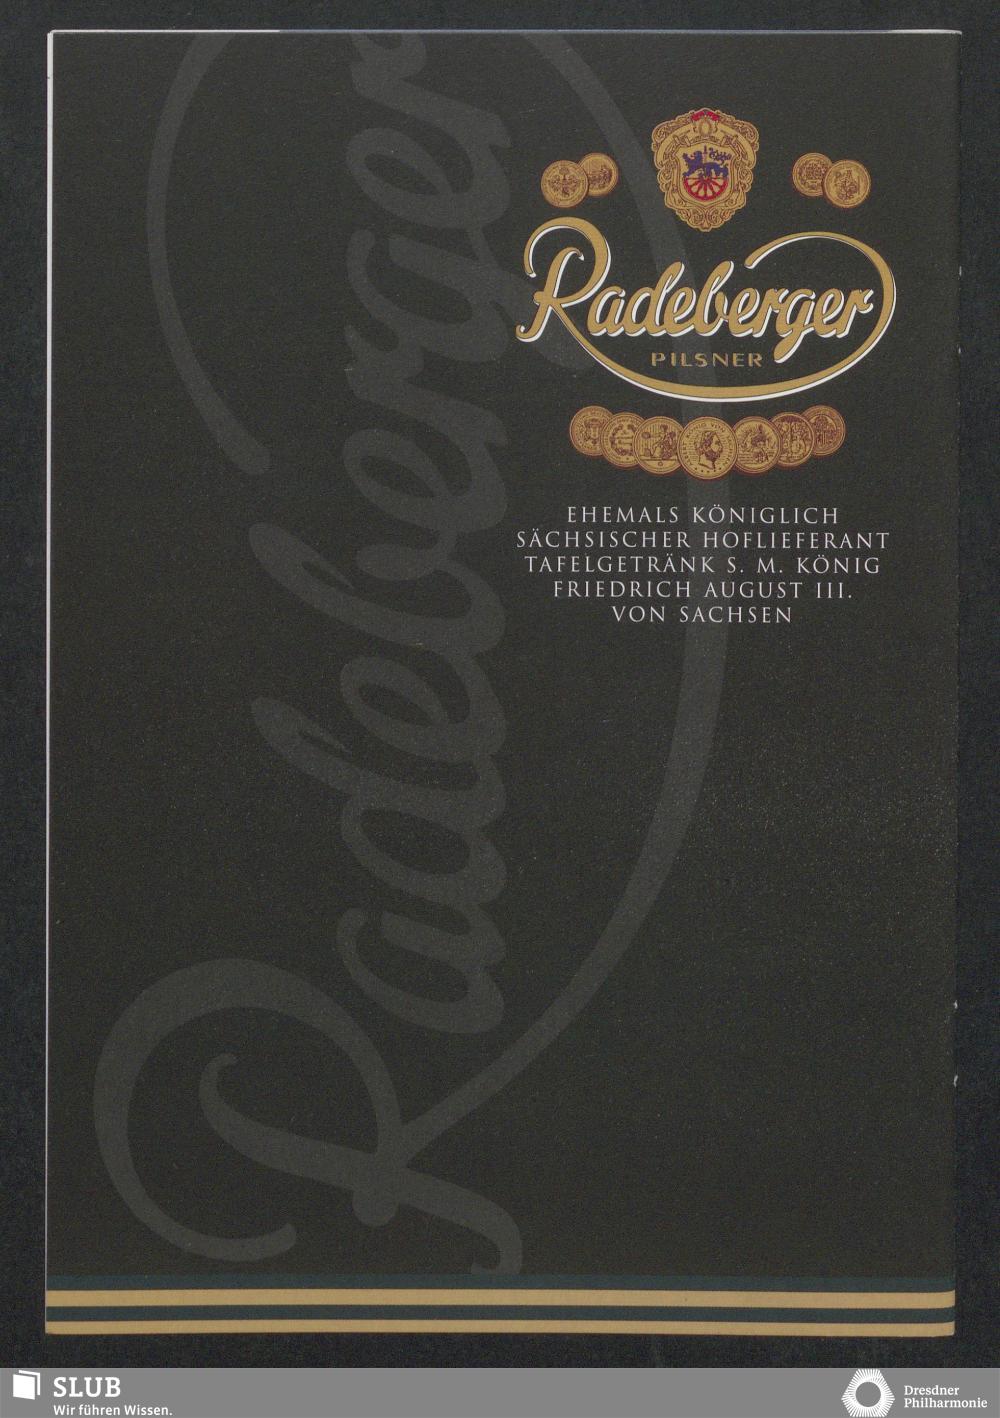 Radeberger
PILSNER
EHEMALS KÖNIGLICH
SÄCHSISCHER HOFLIEFERANT
TAFELGETRÄNK S. M. KÖNIG
FRIEDRICH AUGUST III.
VON SACHSEN
Radeberger
SLUB
Wir führen Wissen.
Dresdner
Philharmonie